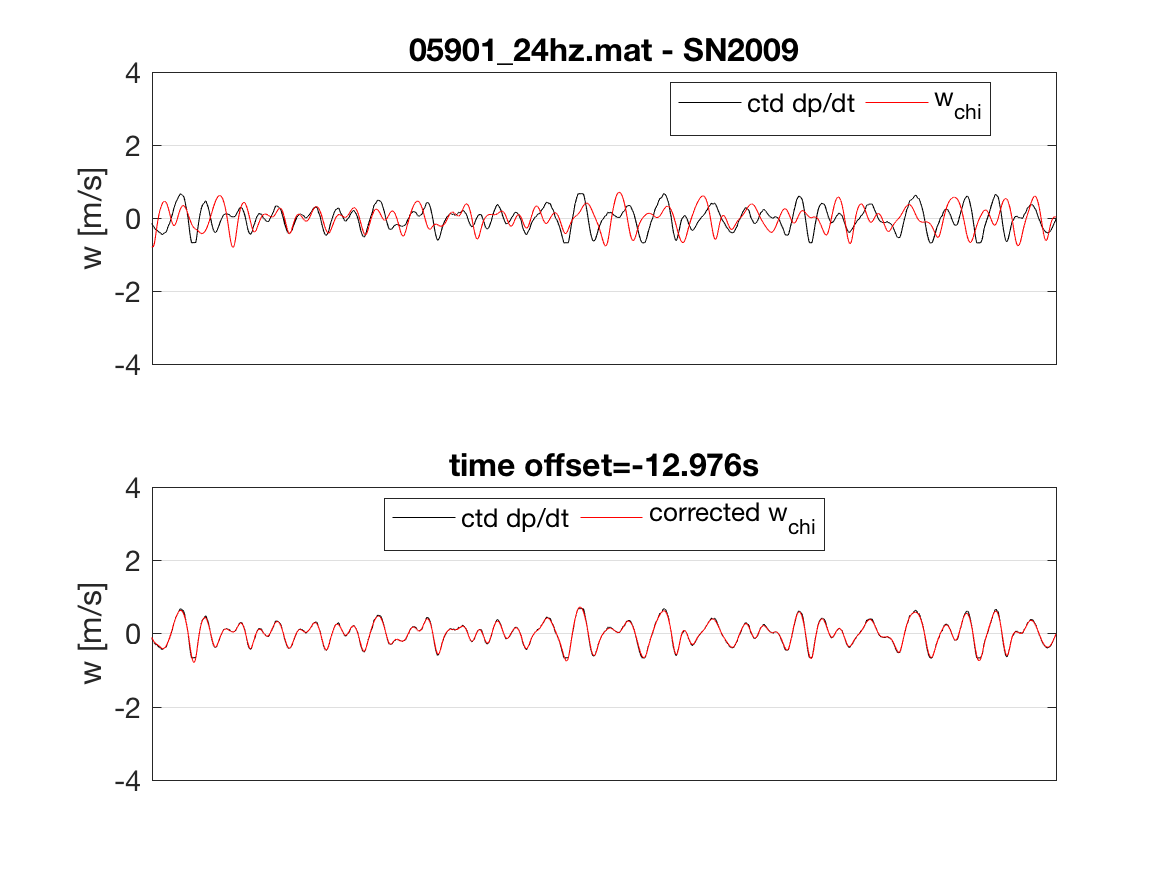 05901_24hz.mat - SN2009
4
ctd dp/dt w_chi
2
0
-2
-4
w [m/s]
time offset=-12.976s
4
ctd dp/dt corrected w_chi
2
0
-2
-4
w [m/s]